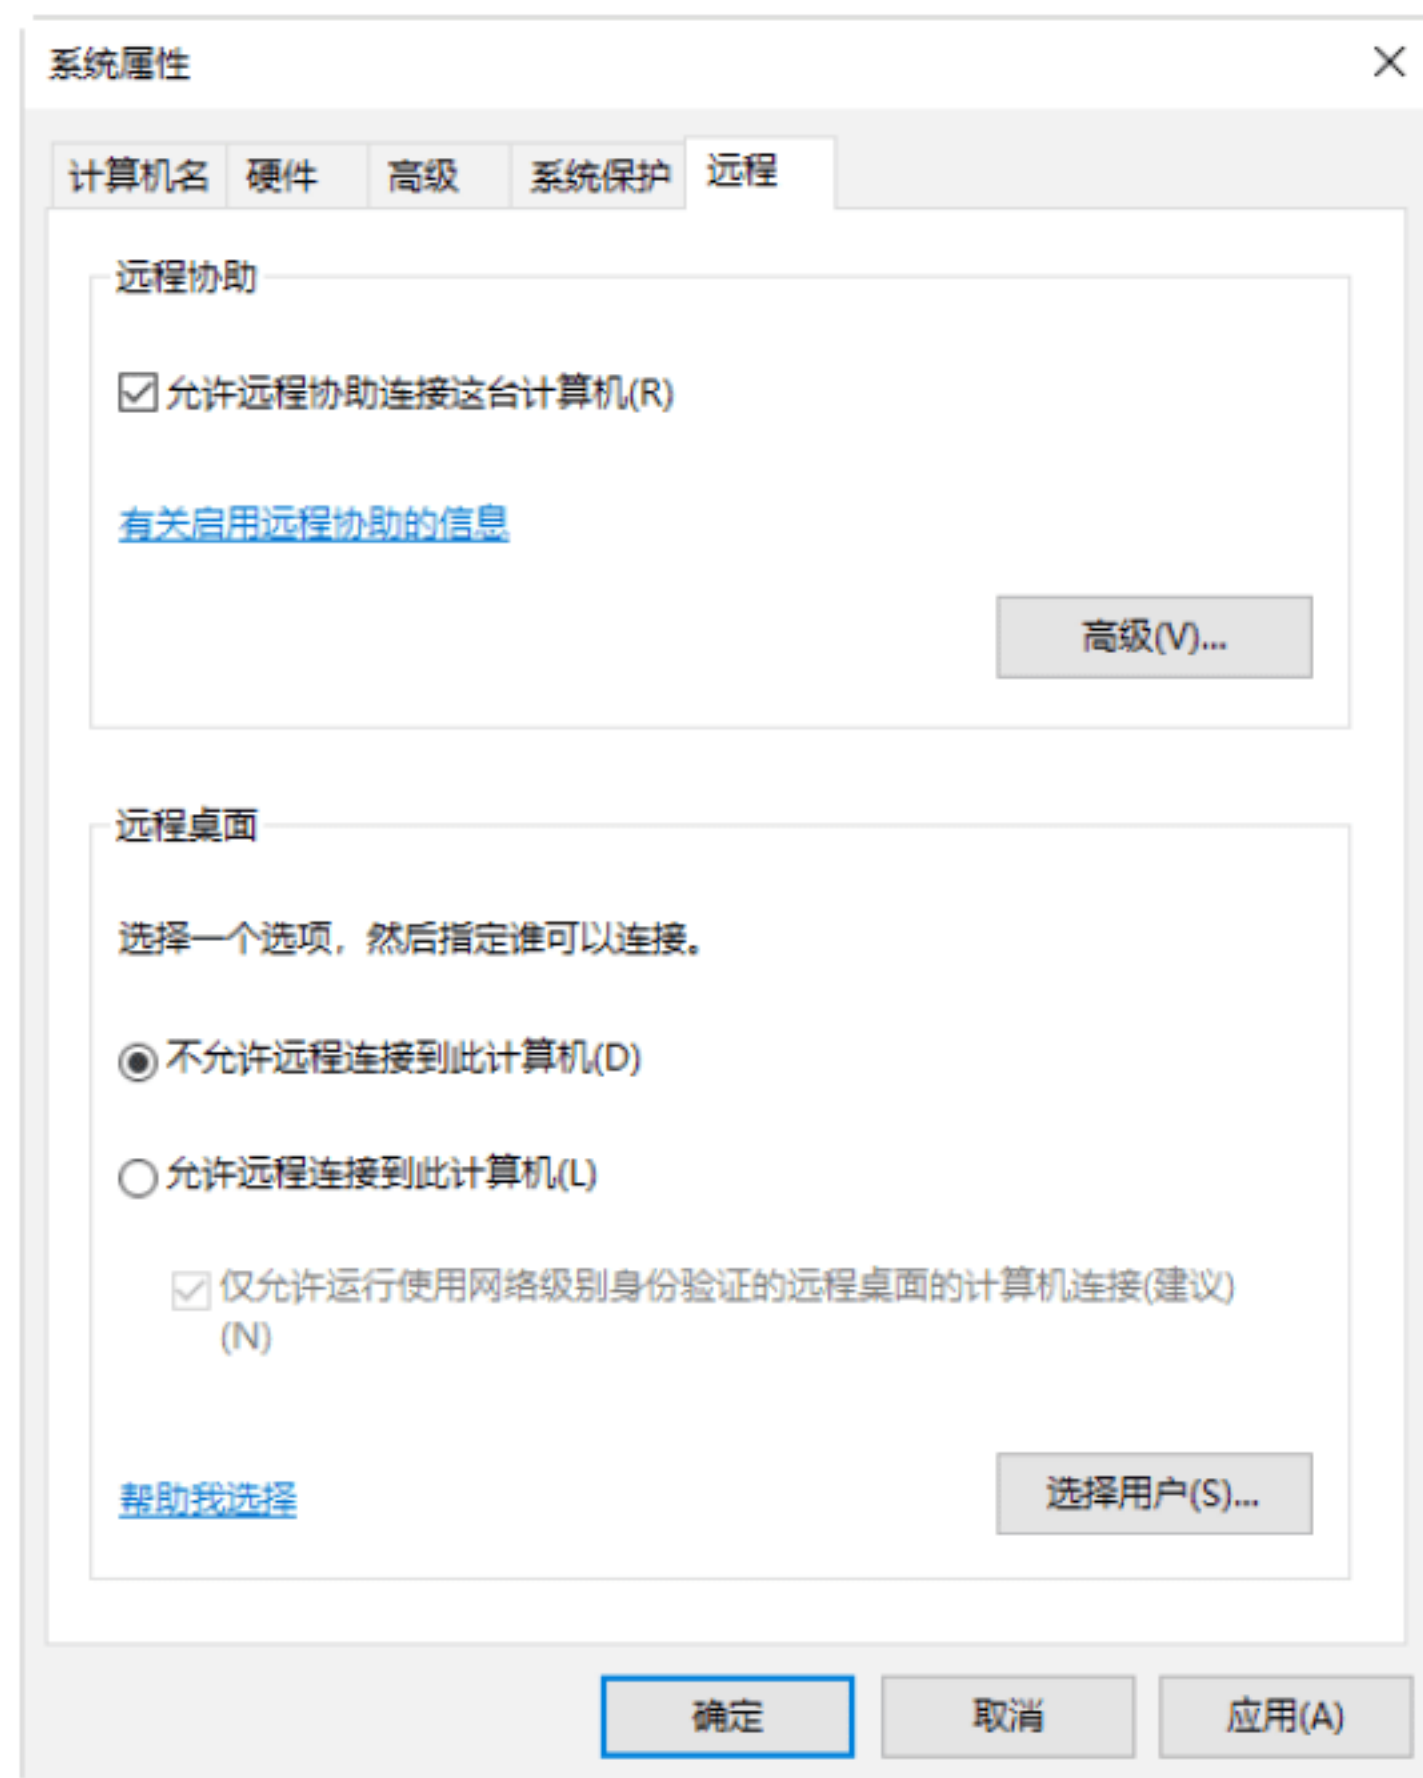 系统属性
计算机名 硬件 高级 系统保护 远程
远程协助
允许远程协助连接这台计算机(R)
有关启用远程协助的信息
高级(V)...
远程桌面
选择一个选项，然后指定谁可以连接。
不允许远程连接到此计算机(D)
允许远程连接到此计算机(L)
仅允许运行使用网络级别身份验证的远程桌面的计算机连接(建议)
(N)
帮助我选择 选择用户(S)...
确定 取消 应用(A)